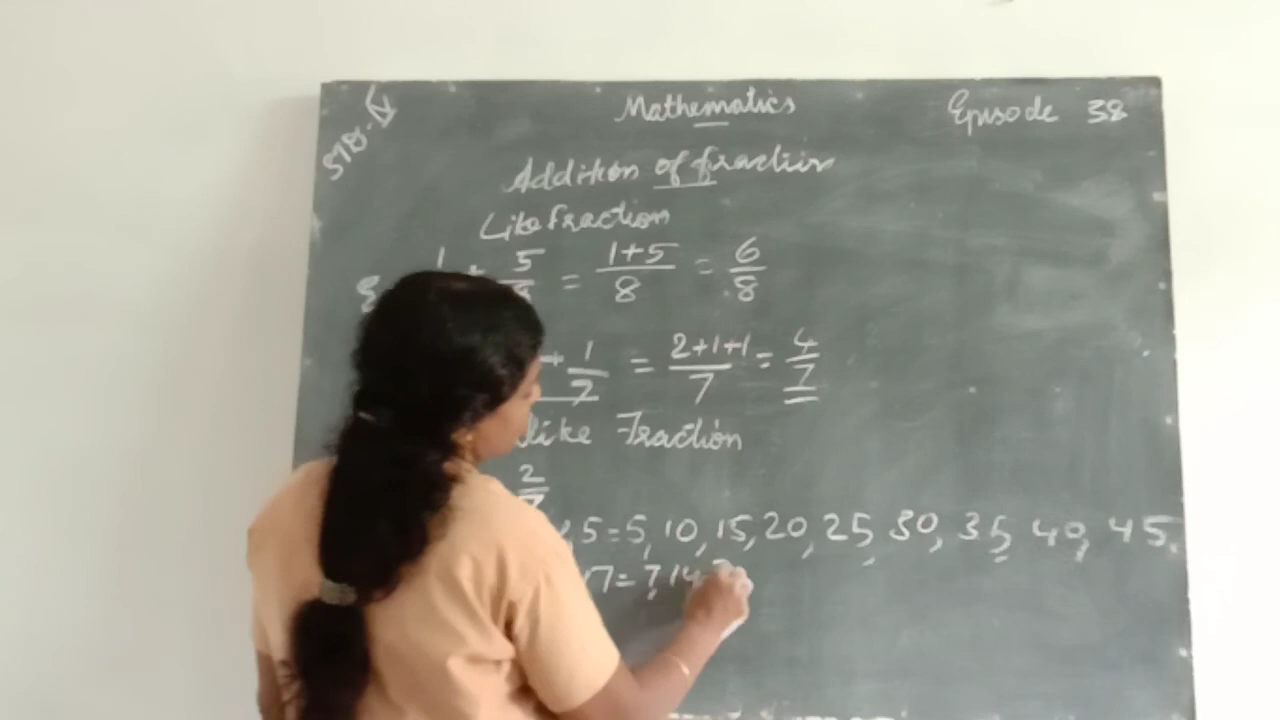 STD. V Mathematics Episode 38
Addition of fraction
Like Fraction
1 + 5/8 = 1+5/8 = 6/8
+ 1/7 = 2+1+1/7 = 4/7
like Fraction
2/7
5 = 5, 10, 15, 20, 25, 30, 35, 40, 45,
7 = 7, 14,